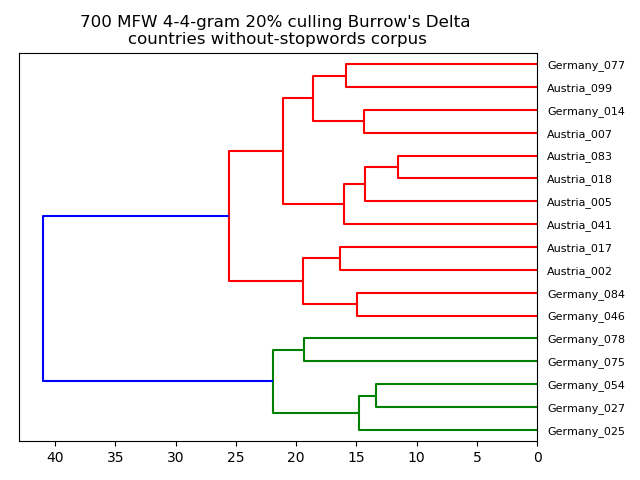 700 MFW 4-4-gram 20% culling Burrow's Delta
countries without-stopwords corpus
Germany_077
Austria_099
Germany_014
Austria_007
Austria_083
Austria_018
Austria_005
Austria_041
Austria_017
Austria_002
Germany_084
Germany_046
Germany_078
Germany_075
Germany_054
Germany_027
Germany_025
40 35 30 25 20 15 10 5 0